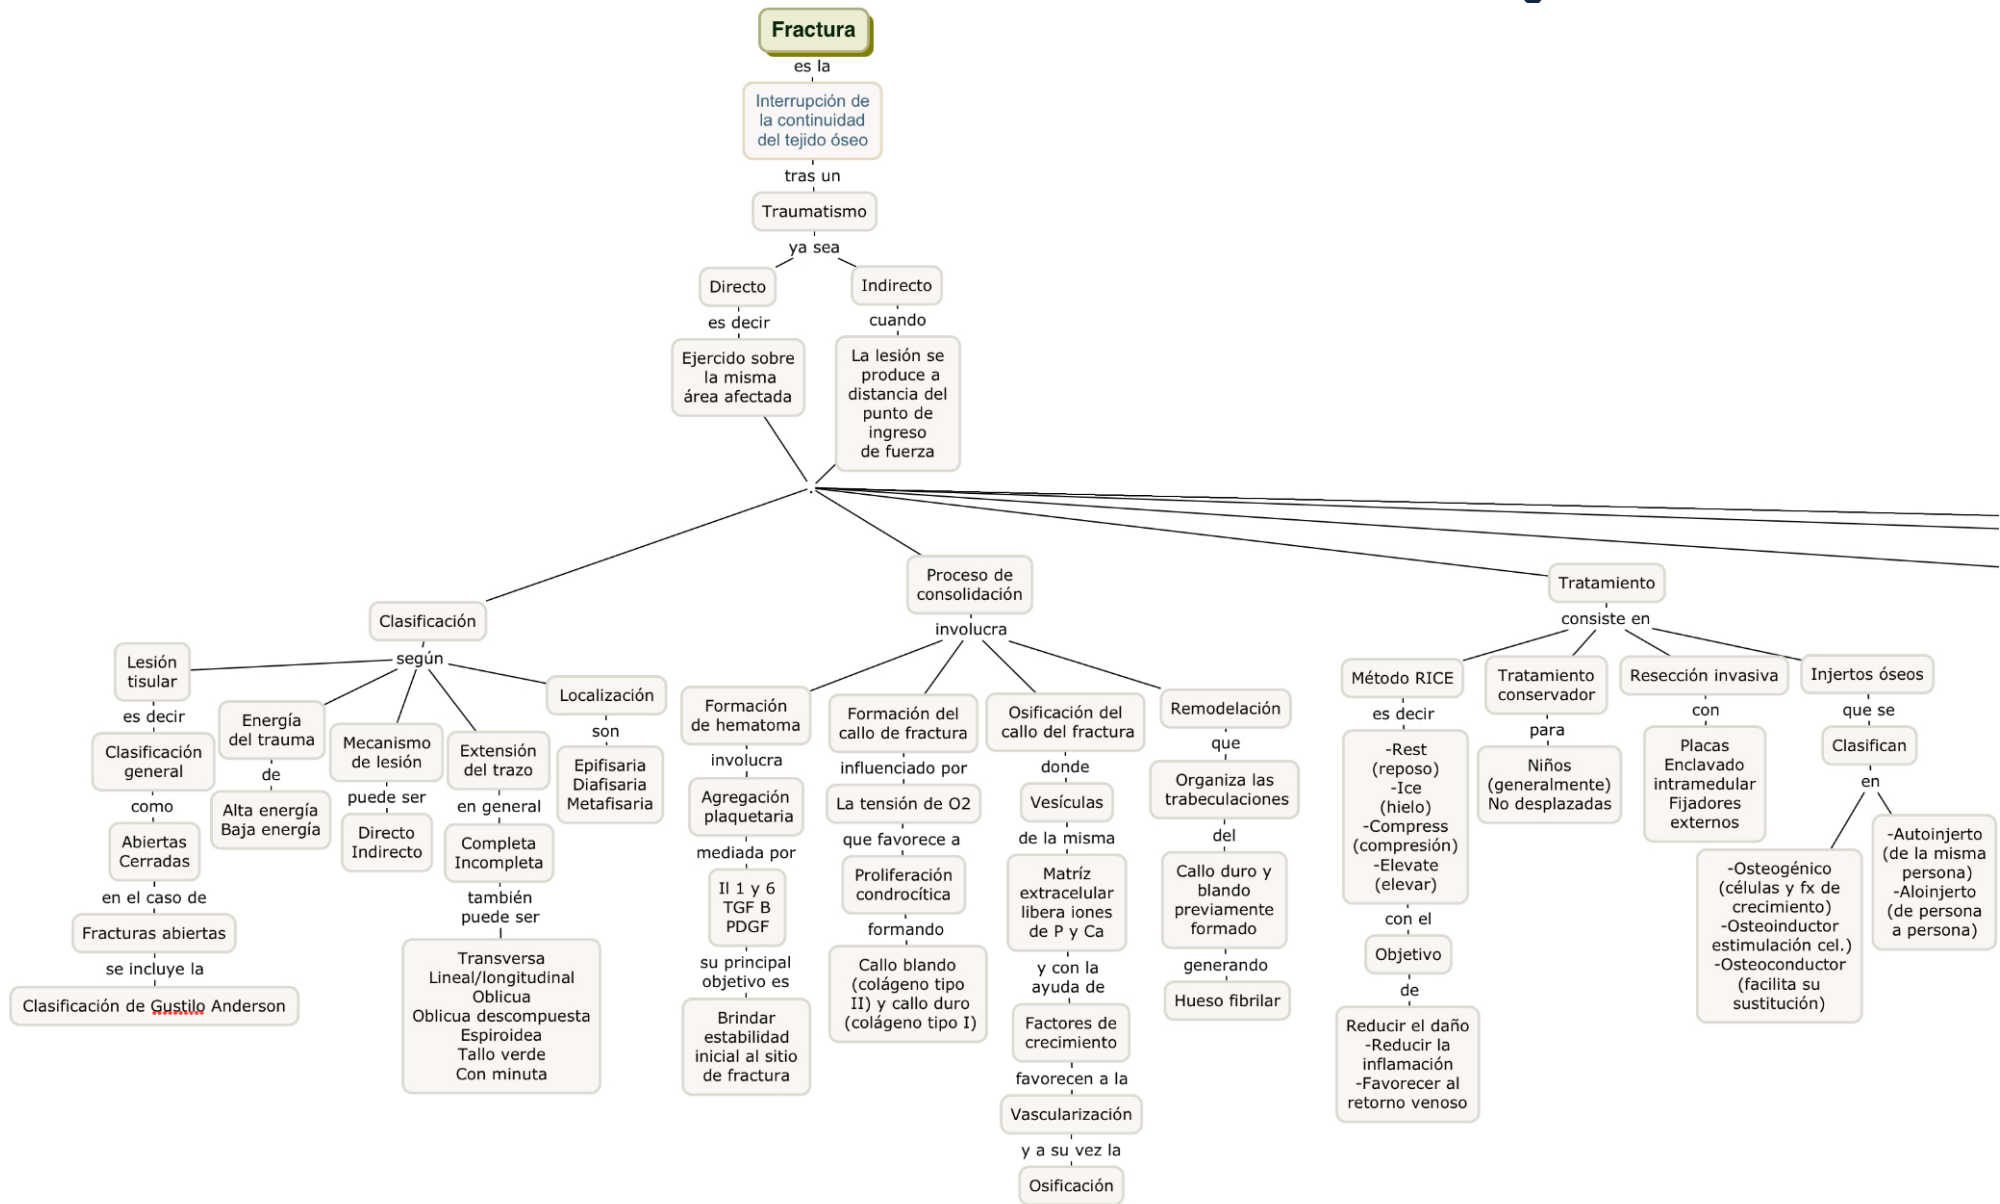 Fractura
es la
Interrupción de
la continuidad
del tejido óseo
tras un
Traumatismo
ya sea
Directo
es decir
Ejercido sobre
la misma
área afectada
Indirecto
cuando
La lesión se
produce a
distancia del
punto de
ingreso
de fuerza
.
Clasificación
según
Lesión
tisular
es decir
Clasificación
general
como
Abiertas
Cerradas
en el caso de
Fracturas abiertas
se incluye la
Clasificación de Gustilo Anderson
Energía
del trauma
de
Alta energía
Baja energía
Mecanismo
de lesión
puede ser
Directo
Indirecto
Extensión
del trazo
en general
Completa
Incompleta
también
puede ser
Transversa
Lineal/longitudinal
Oblicua
Oblicua descompuesta
Espiroidea
Tallo verde
Con minuta
Localización
son
Epifisaria
Diafisaria
Metafisaria
Proceso de
consolidación
involucra
Formación
de hematoma
involucra
Agregación
plaquetaria
mediada por
Il 1 y 6
TGF B
PDGF
su principal
objetivo es
Brindar
estabilidad
inicial al sitio
de fractura
Formación del
callo de fractura
influenciado por
La tensión de O2
que favorece a
Proliferación
condrocítica
formando
Callo blando
(colágeno tipo
II) y callo duro
(colágeno tipo I)
Osificación del
callo del fractura
donde
Vesículas
de la misma
Matríz
extracelular
libera iones
de P y Ca
y con la
ayuda de
Factores de
crecimiento
favorecen a la
Vascularización
y a su vez la
Osificación
Remodelación
que
Organiza las
trabeculaciones
del
Callo duro y
blando
previamente
formado
generando
Hueso fibrilar
Tratamiento
consiste en
Método RICE
es decir
-Rest
(reposo)
-Ice
(hielo)
-Compress
(compresión)
-Elevate
(elevar)
con el
Objetivo
de
Reducir el daño
-Reducir la
inflamación
-Favorecer al
retorno venoso
Tratamiento
conservador
para
Niños
(generalmente)
No desplazadas
Resección invasiva
con
Placas
Enclavado
intramedular
Fijadores
externos
Injertos óseos
que se
Clasifican
en
-Osteogénico
(células y fx de
crecimiento)
-Osteoinductor
estimulación cel.)
-Osteoconductor
(facilita su
sustitución)
-Autoinjerto
(de la misma
persona)
-Aloinjerto
(de persona
a persona)